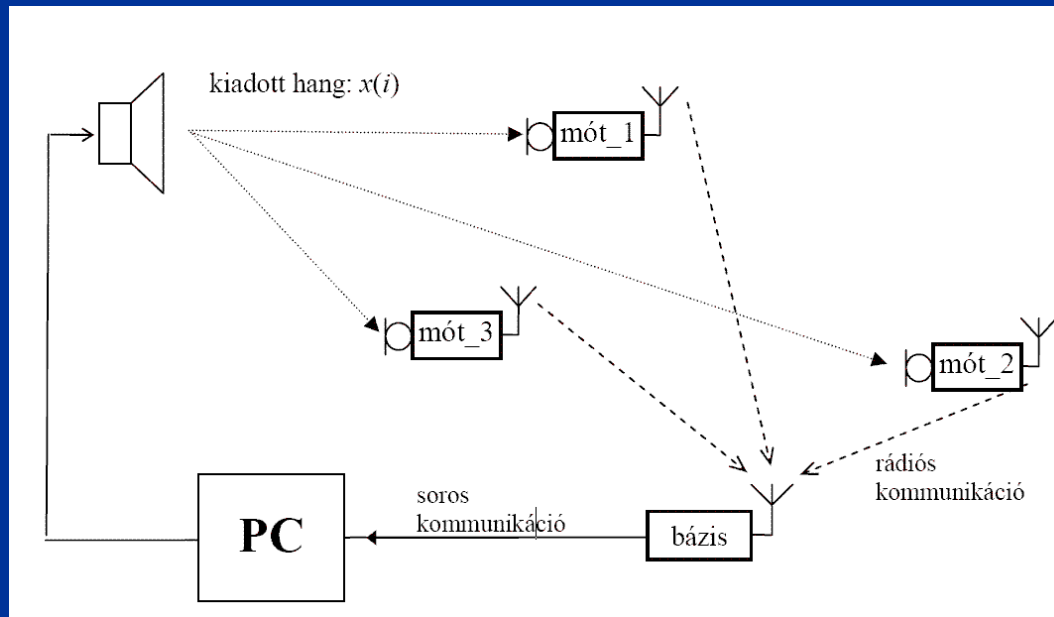 kiadott hang: x(i)
mót_1
mót_3
mót_2
rádiós
kommunikáció
soros
kommunikáció
PC
bázis